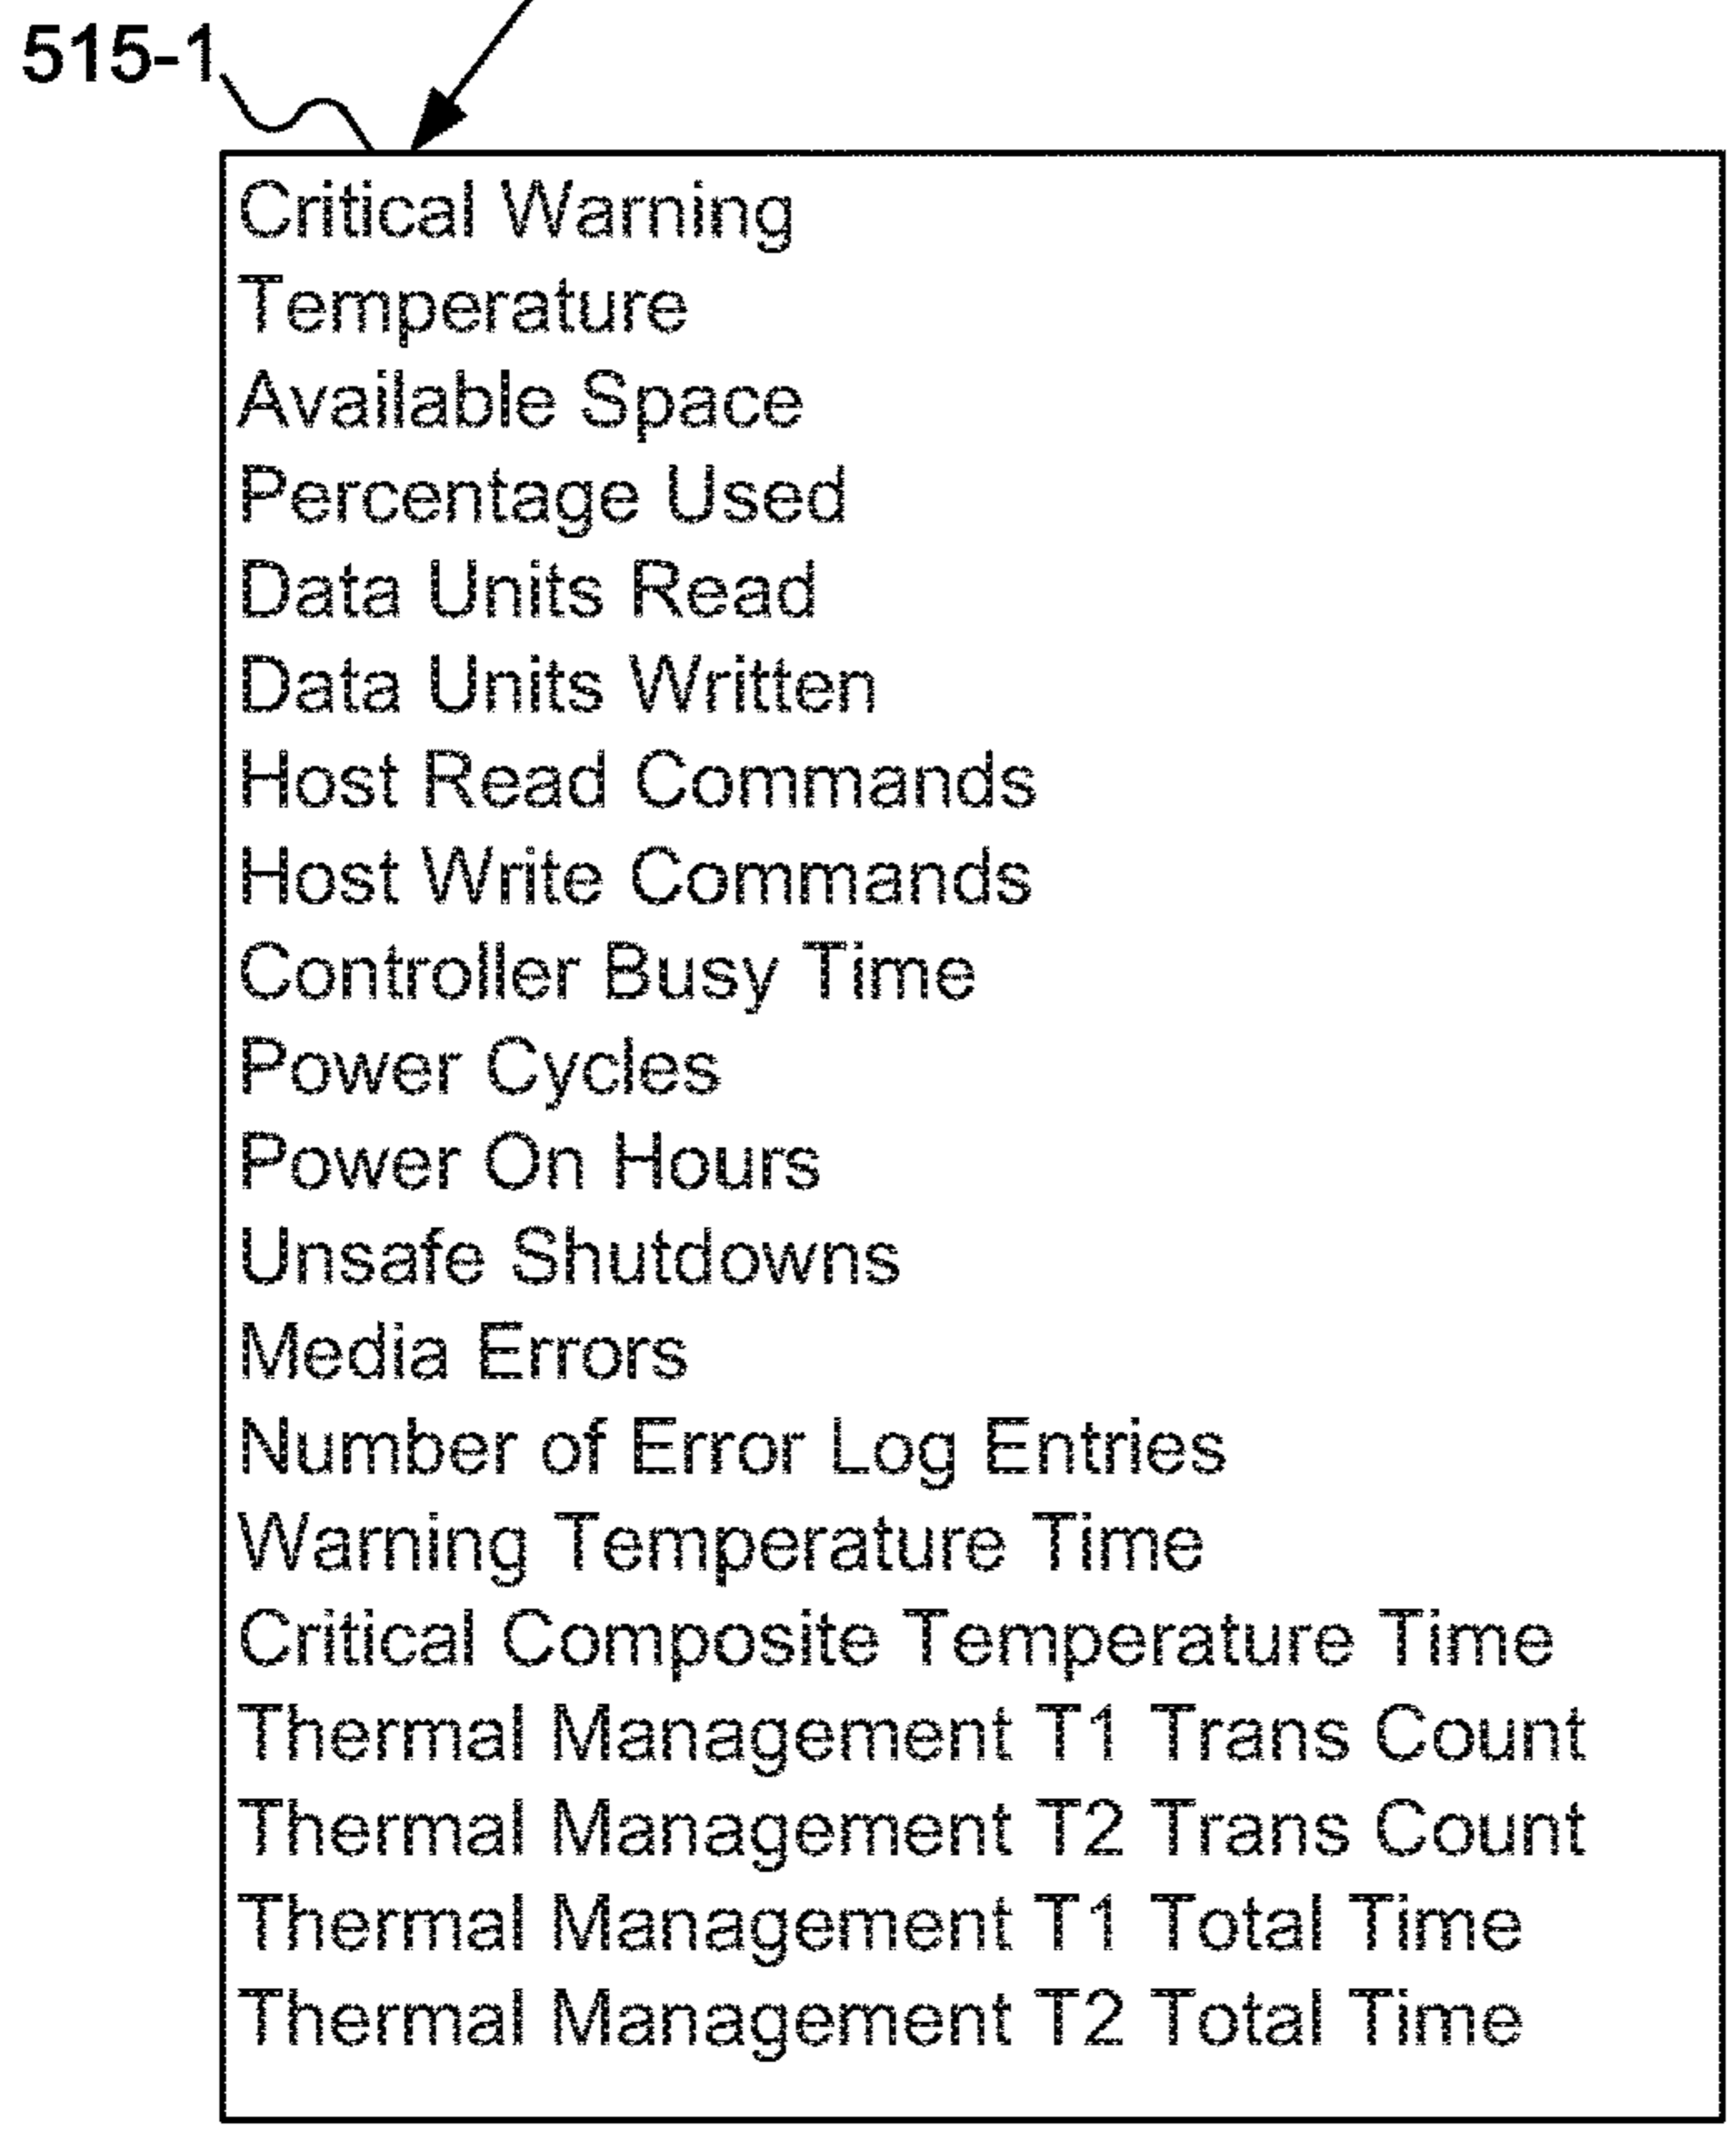 515-1
Critical Warning
Temperature
Available Space
Percentage Used
Data Units Read
Data Units Written
Host Read Commands
Host Write Commands
Controller Busy Time
Power Cycles
Power On Hours
Unsafe Shutdowns
Media Errors
Number of Error Log Entries
Warning Temperature Time
Critical Composite Temperature Time
Thermal Management T1 Trans Count
Thermal Management T2 Trans Count
Thermal Management T1 Total Time
Thermal Management T2 Total Time